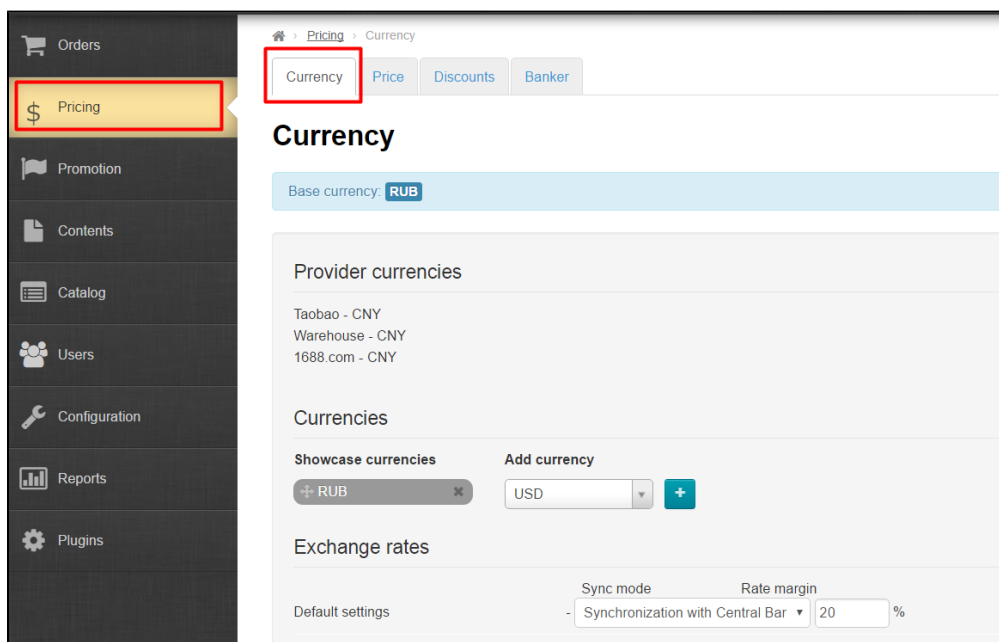 Orders
Pricing
Promotion
Contents
Catalog
Users
Configuration
Reports
Plugins
Pricing Currency
Currency Price Discounts Banker
Currency
Base currency: RUB
Provider currencies
Taobao - CNY
Warehouse - CNY
1688.com - CNY
Currencies
Showcase currencies Add currency
RUB USD +
Exchange rates
Sync mode Rate margin
Default settings - Synchronization with Central Bar 20 %